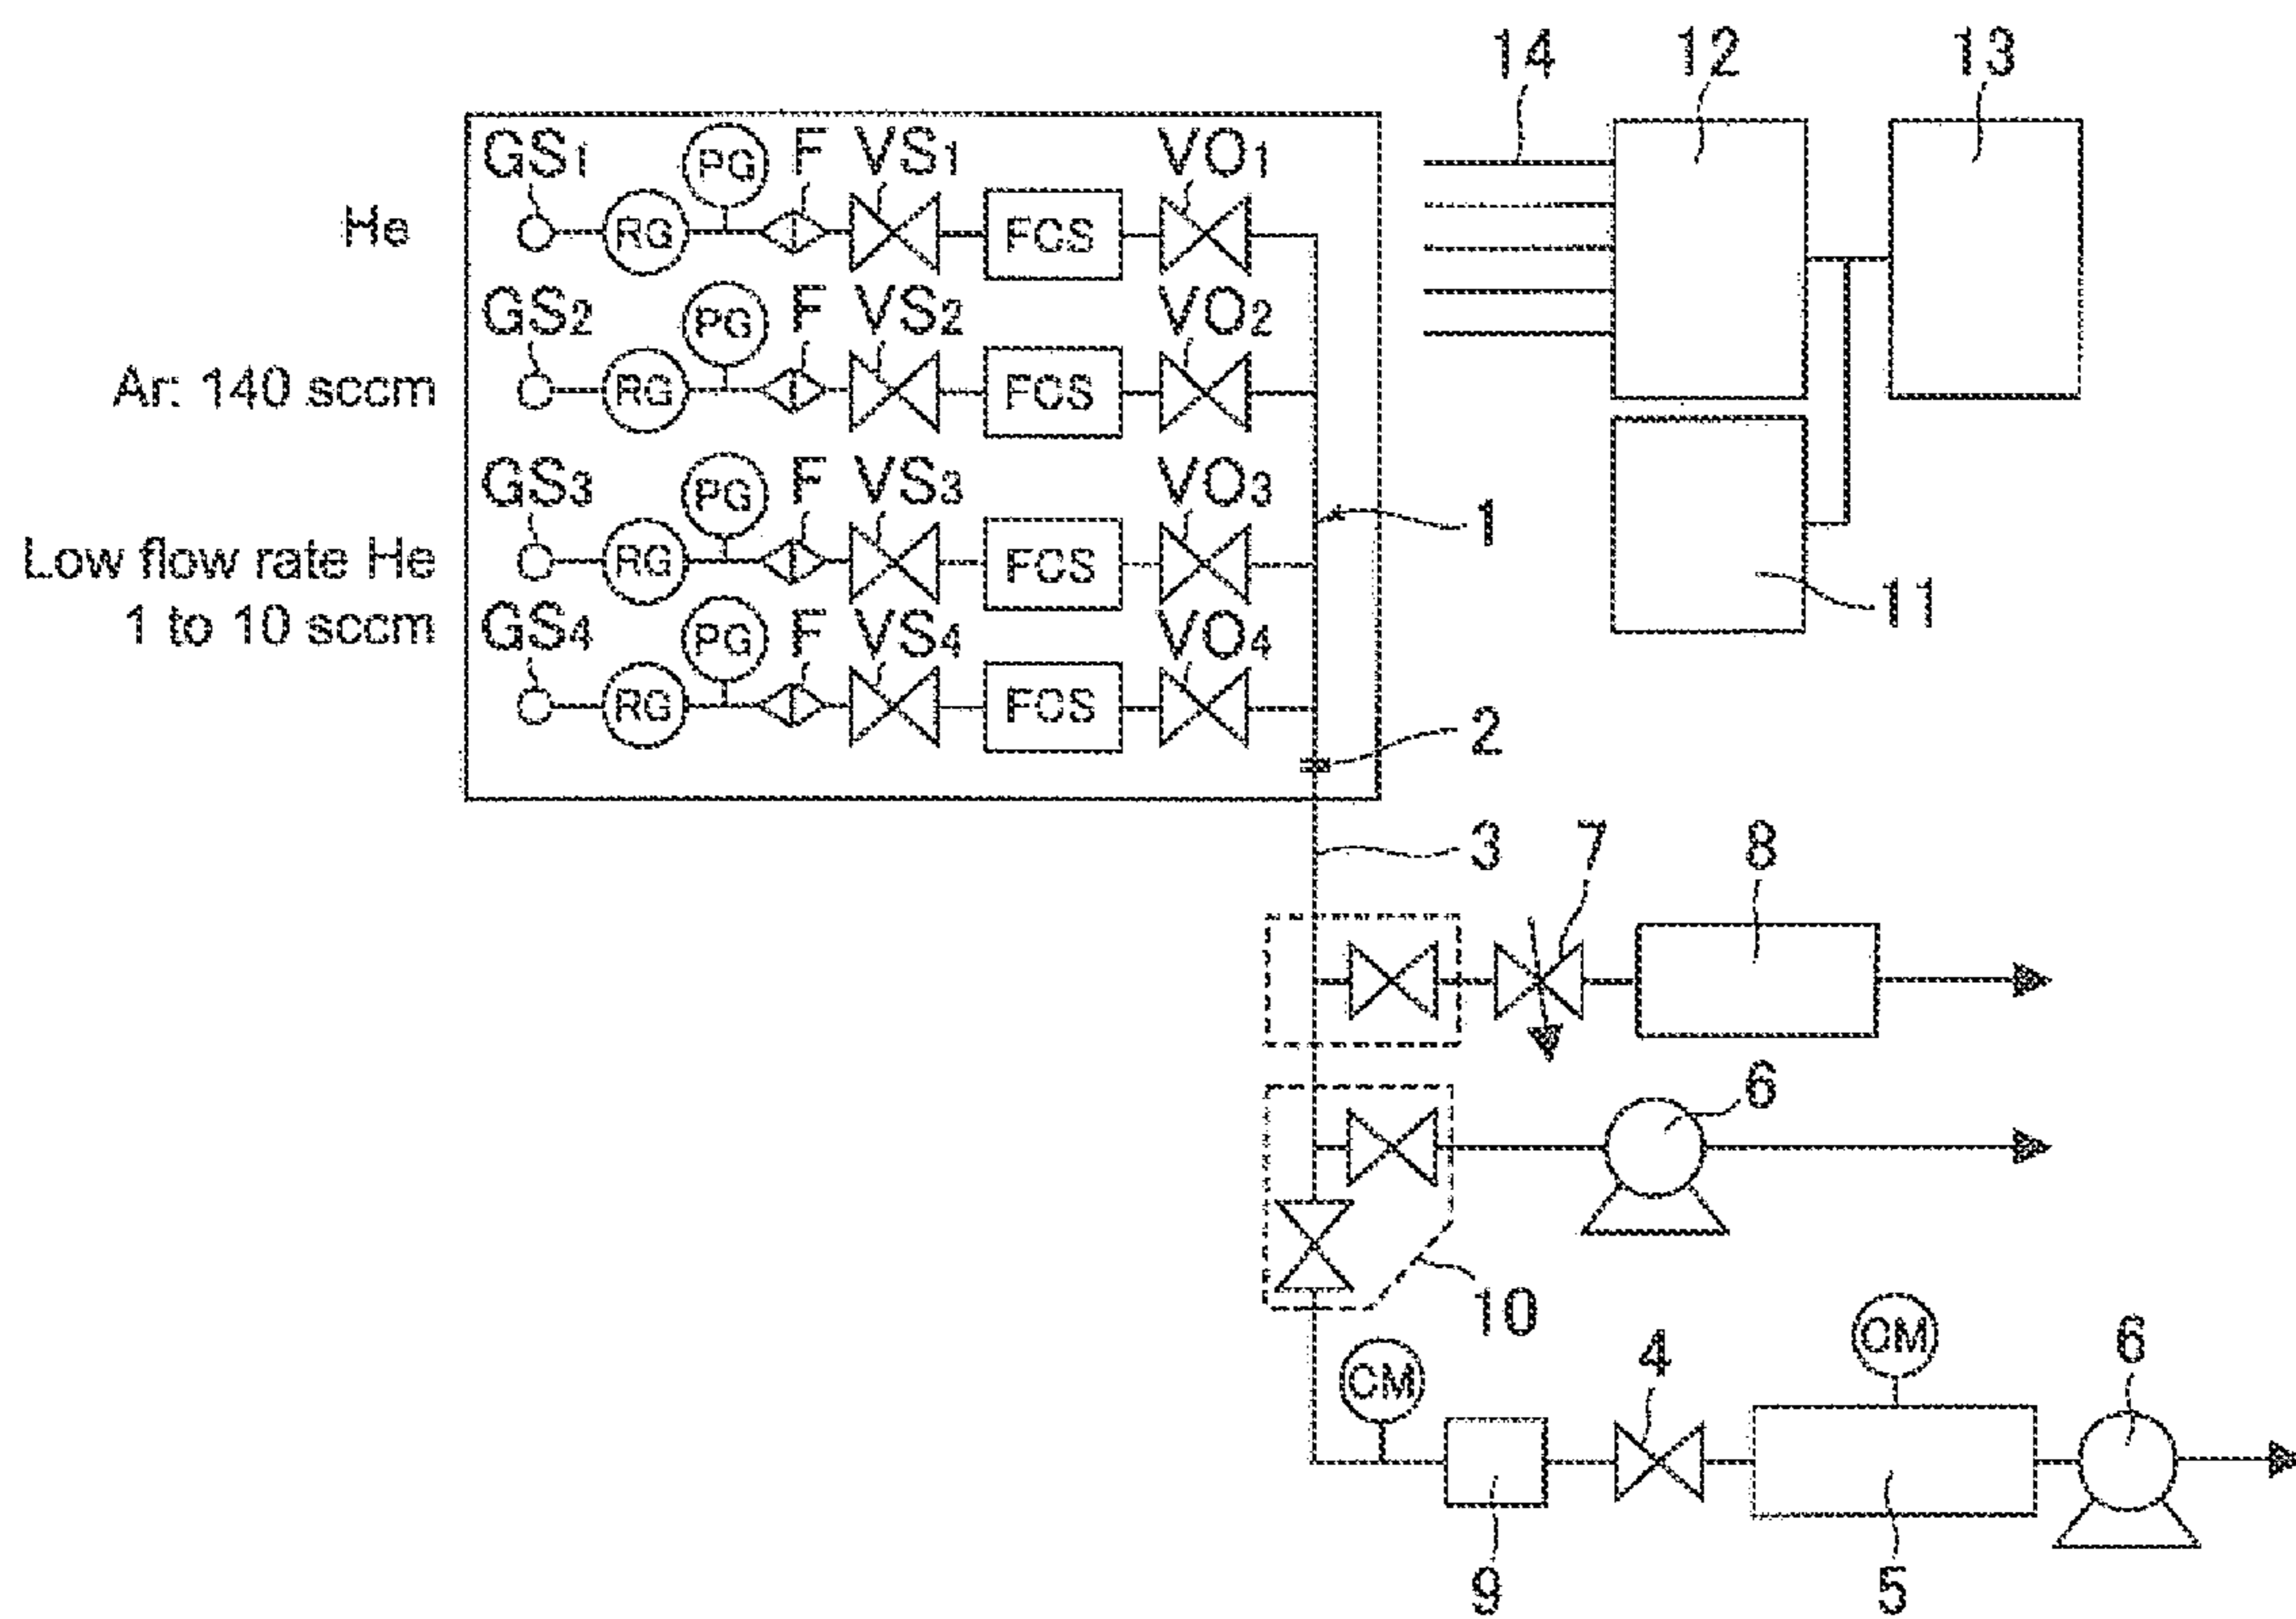 14 12 13
GS1 PG F VS1 VO1
He RG FCS
GS2 PG F VS2 VO2
Ar: 140 sccm RG FCS
GS3 PG F VS3 VO3
1
Low flow rate He RG FCS
11
1 to 10 sccm GS4 PG F VS4 VO4
RG FCS
2
3 7 8
6
10
CM 4 CM 6
9 5